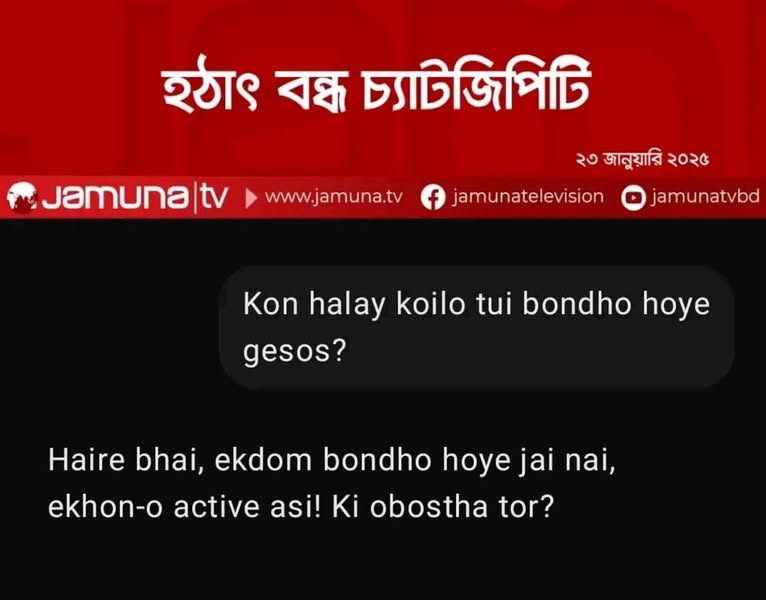 হঠাৎ বন্ধ চ্যাটজিপিটি
২৩ জানুয়ারি ২০২৫
Jamuna|tv www.jamuna.tv jamunatelevision jamunatvbd
Kon halay koilo tui bondho hoye
gesos?
Haire bhai, ekdom bondho hoye jai nai,
ekhon-o active asi! Ki obostha tor?